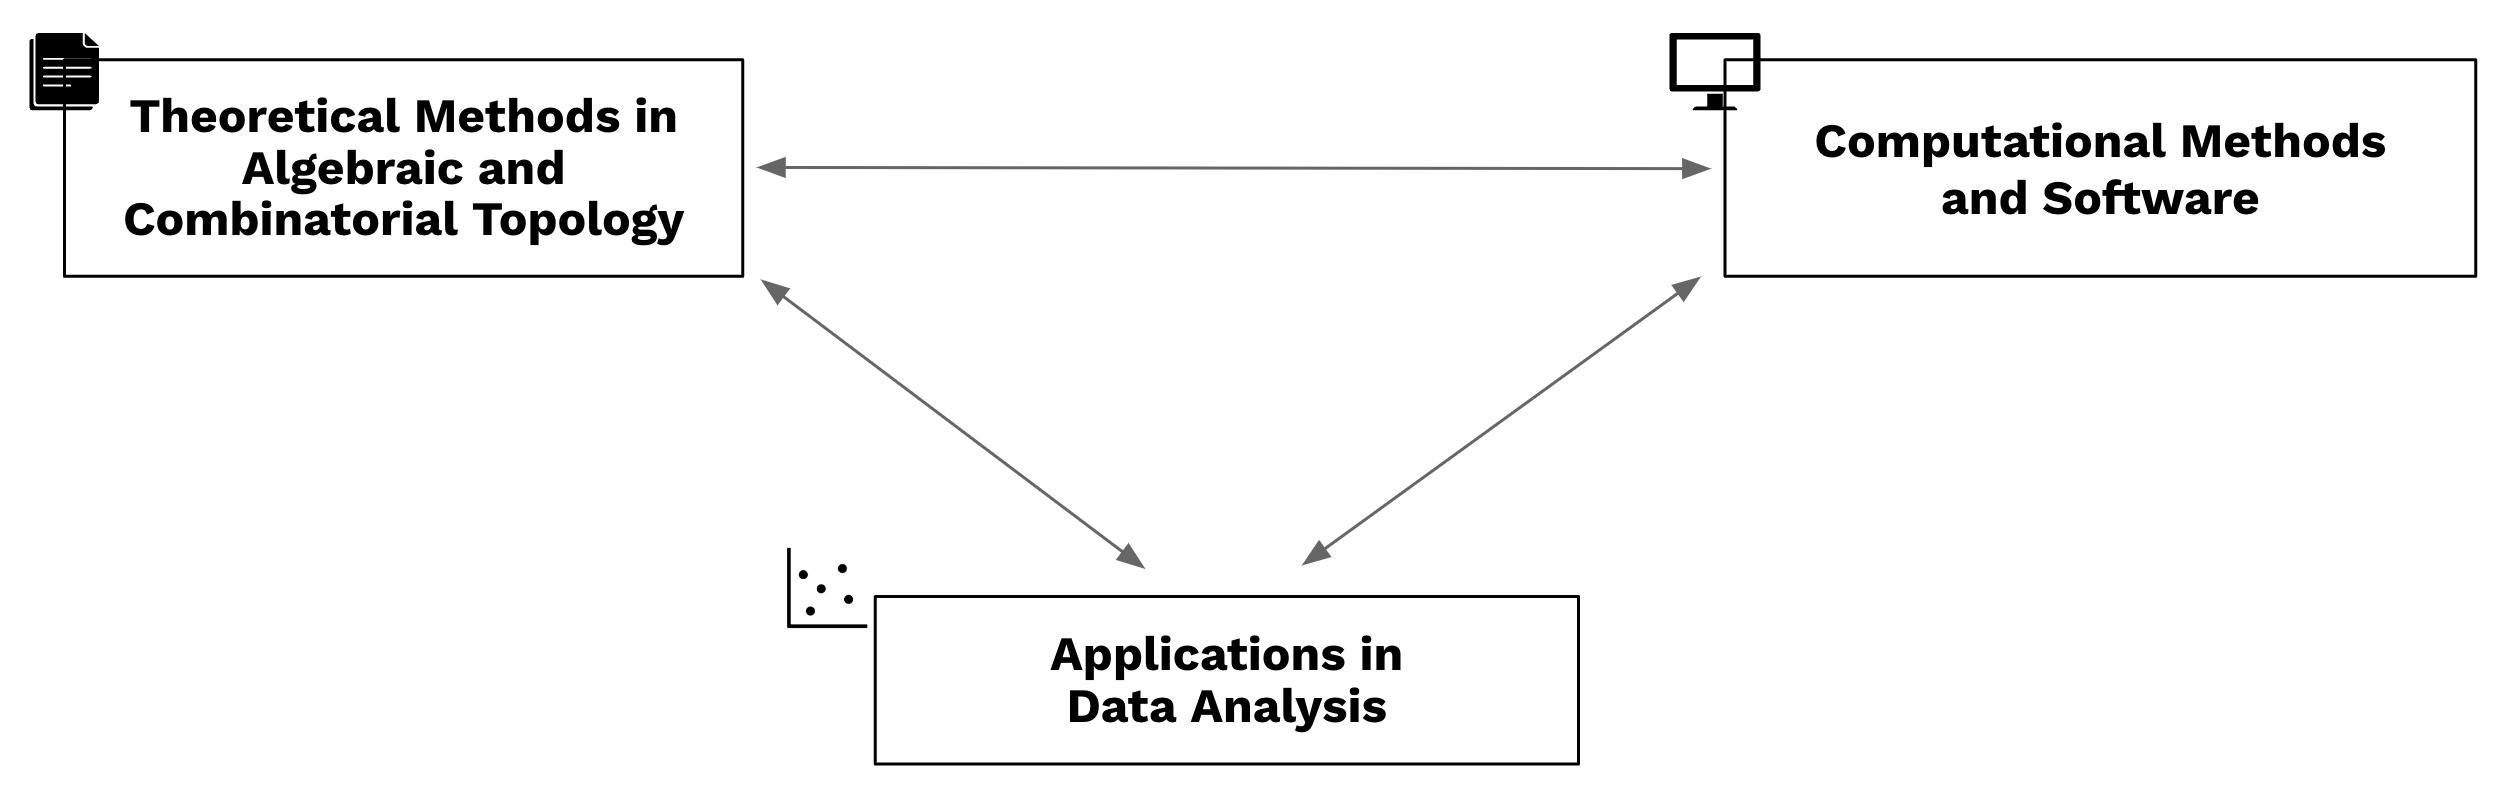 Theoretical Methods in
Algebraic and
Combinatorial Topology
Computational Methods
and Software
Applications in
Data Analysis